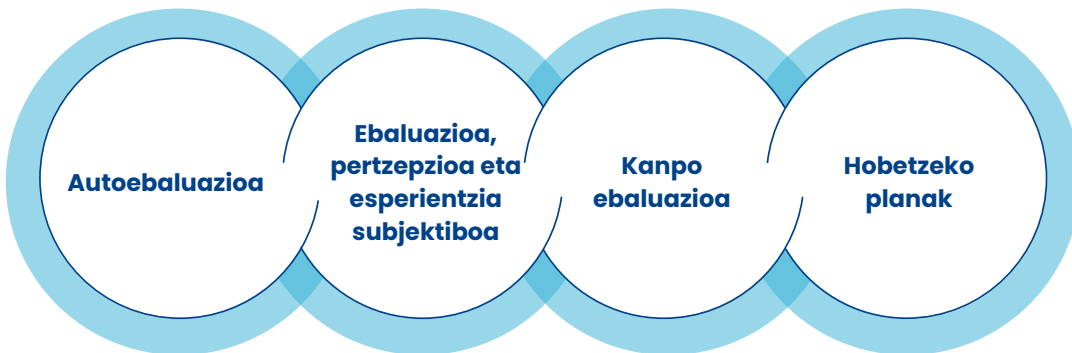 Autoebaluazioa
Ebaluazioa,
pertzepzioa eta
esperientzia
subjektiboa
Kanpo
ebaluazioa
Hobetzeko
planak